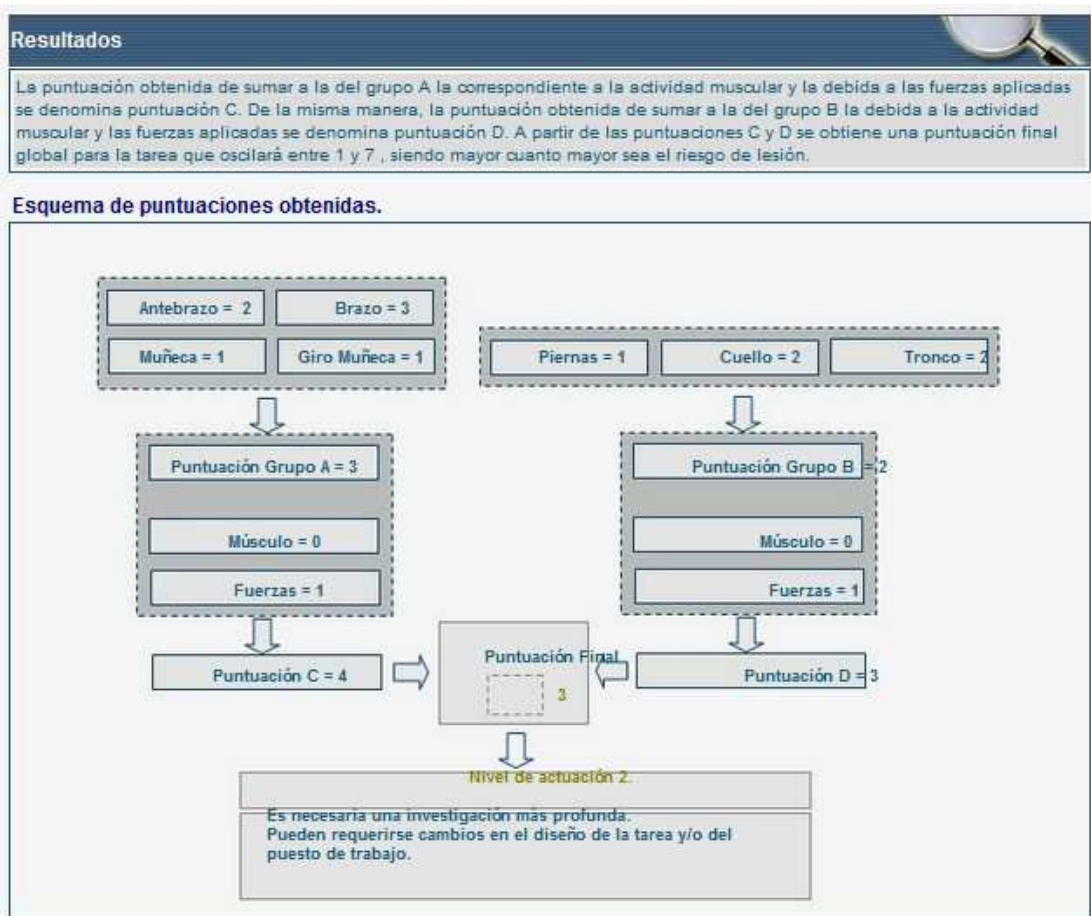 Resultados
La puntuación obtenida de sumar a la del grupo A la correspondiente a la actividad muscular y la debida a las fuerzas aplicadas
se denomina puntuación C. De la misma manera, la puntuación obtenida de sumar a la del grupo B la debida a la actividad
muscular y las fuerzas aplicadas se denomina puntuación D. A partir de las puntuaciones C y D se obtiene una puntuación final
global para la tarea que oscilará entre 1 y 7 , siendo mayor cuanto mayor sea el riesgo de lesión.
Esquema de puntuaciones obtenidas.
Antebrazo = 2
Brazo = 3
Muñeca = 1
Giro Muñeca = 1
Piernas = 1
Cuello = 2
Tronco = 2
Puntuación Grupo A = 3
Músculo = 0
Fuerzas = 1
Puntuación Grupo B = 2
Músculo = 0
Fuerzas = 1
Puntuación C = 4
Puntuación Final
3
Puntuación D = 3
Nivel de actuación 2.
Es necesaria una investigación más profunda.
Pueden requerirse cambios en el diseño de la tarea y/o del
puesto de trabajo.